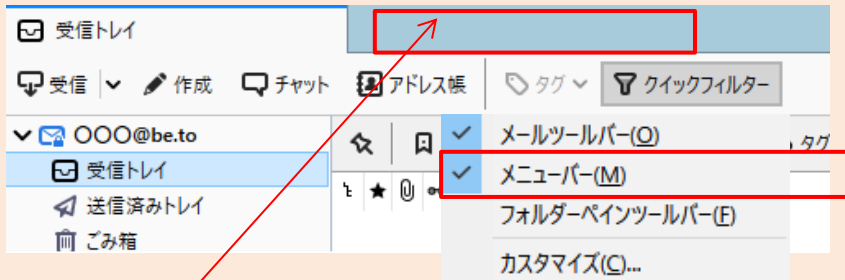 受信トレイ
受信 作成 チャット アドレス帳 タグ クイックフィルター
OOO@be.to
受信トレイ
送信済みトレイ
ごみ箱
メールツールバー(O)
メニューバー(M)
フォルダーペインツールバー(F)
カスタマイズ(C)...
タグ